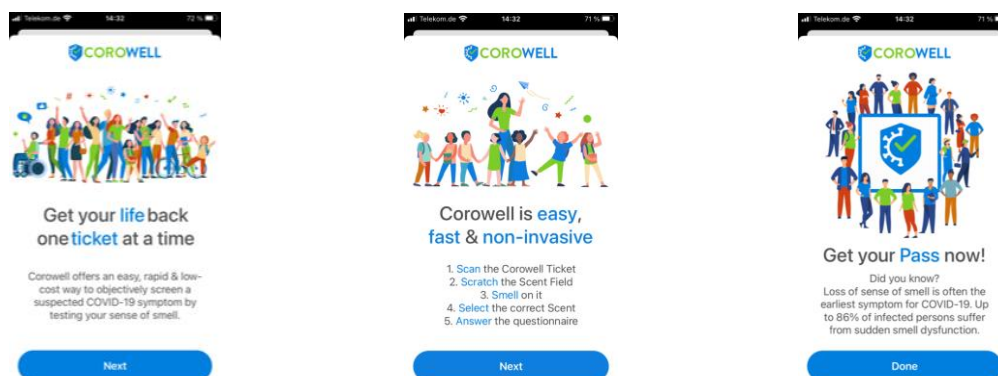 Telekom.de 14:32 72 %
COROWELL
Get your life back
one ticket at a time
Corowell offers an easy, rapid & low-
cost way to objectively screen a
suspected COVID-19 symptom by
testing your sense of smell.
Next
Telekom.de 14:32 71 %
COROWELL
Corowell is easy,
fast & non-invasive
1. Scan the Corowell Ticket
2. Scratch the Scent Field
3. Smell on it
4. Select the correct Scent
5. Answer the questionnaire
Next
Telekom.de 14:32 71 %
COROWELL
Get your Pass now!
Did you know?
Loss of sense of smell is often the
earliest symptom for COVID-19. Up
to 86% of infected persons suffer
from sudden smell dysfunction.
Done